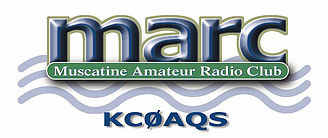 marc
Muscatine Amateur Radio Club
KCØAQS